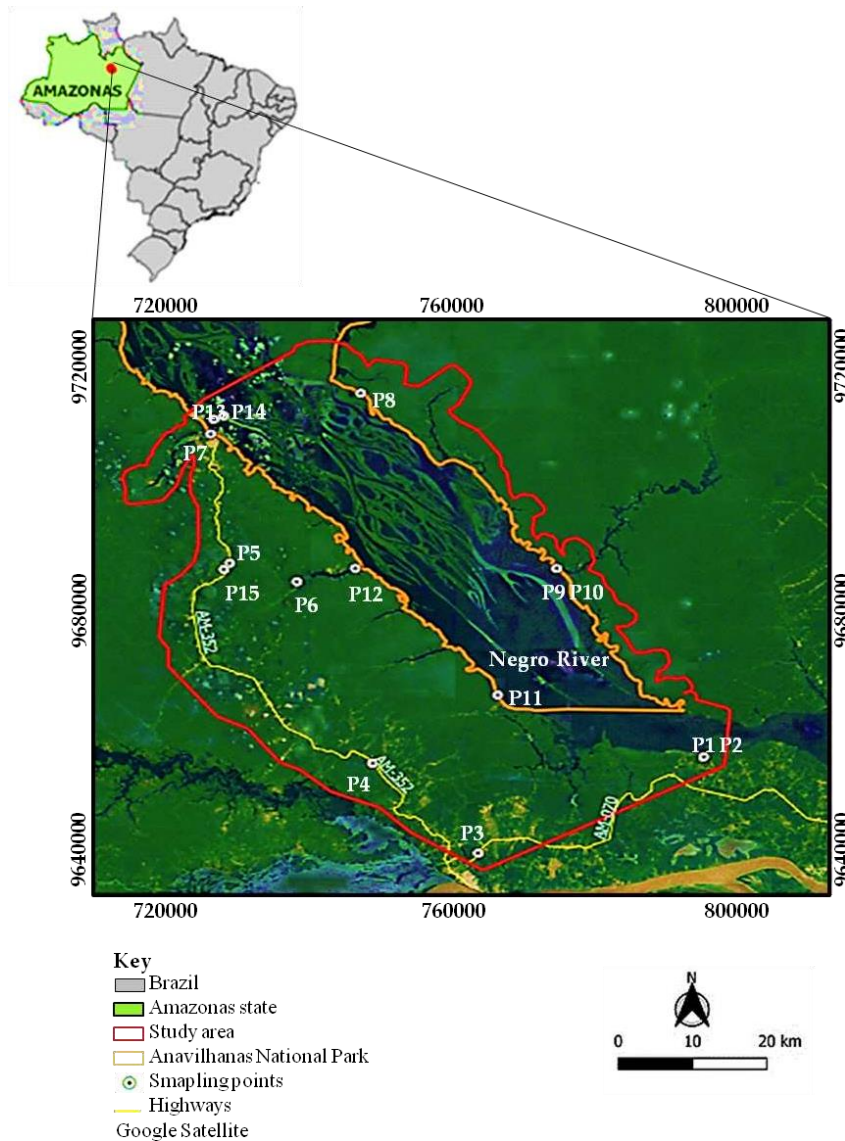 AMAZONAS
720000 760000 800000
9720000 9720000
P8
P13 P14
P7
P5
P15
P12
P6
P9 P10
9680000 9680000
AM-352
Negro River
P11
P1 P2
P4
AM-352
P3
AM-070
9640000 9640000
720000 760000 800000
Key
Brazil
Amazonas state
Study area
Anavilhanas National Park
Smapling points
Highways
Google Satellite
N
0 10 20 km